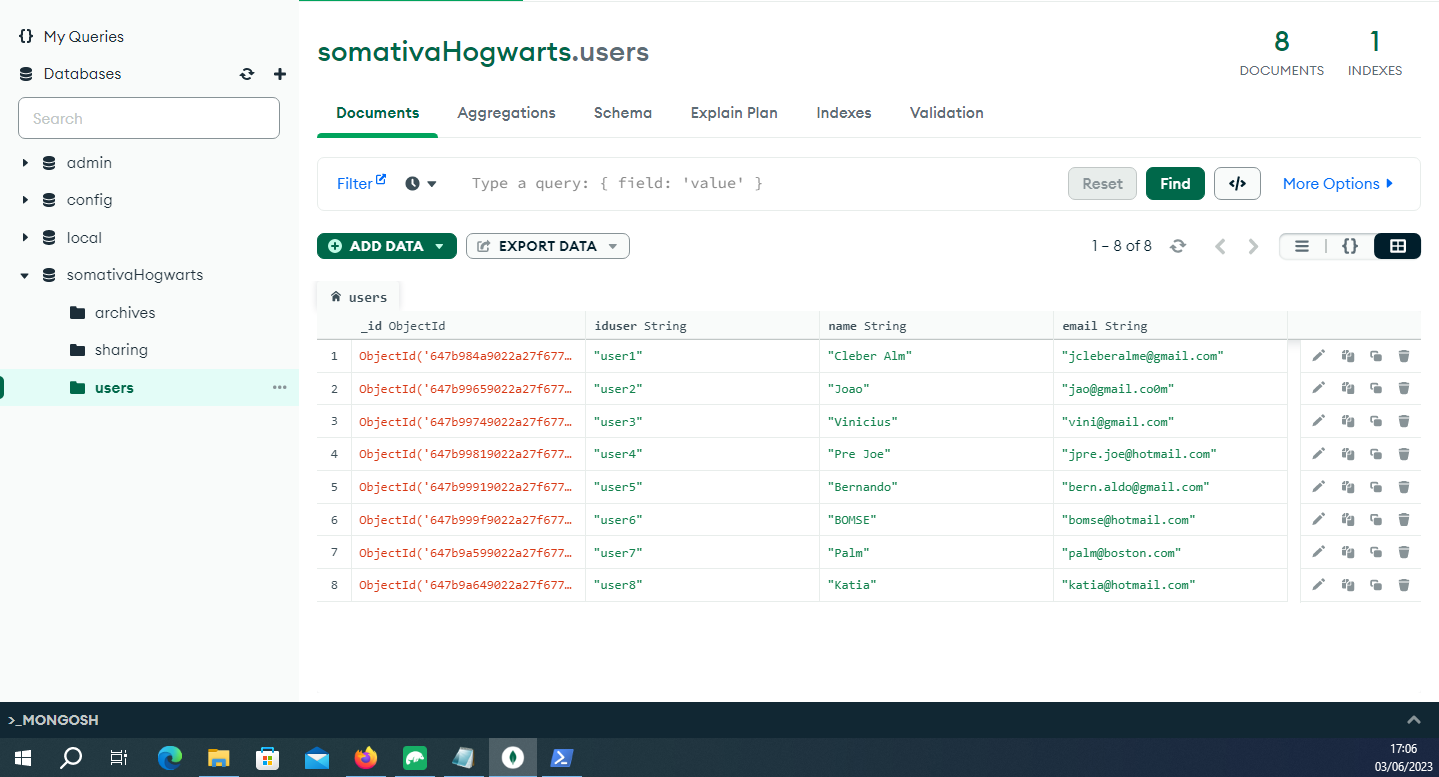 My Queries
Databases
Search
admin
config
local
somativaHogwarts
archives
sharing
users
somativaHogwarts.users
8
DOCUMENTS
1
INDEXES
Documents Aggregations Schema Explain Plan Indexes Validation
Filter Type a query: { field: 'value' } Reset Find </> More Options
ADD DATA EXPORT DATA 1 – 8 of 8 {}
users
_id ObjectId iduser String name String email String
1 ObjectId('647b984a9022a27f677… "user1" "Cleber Alm" "jcleberalme@gmail.com"
2 ObjectId('647b99659022a27f677… "user2" "Joao" "jao@gmail.co0m"
3 ObjectId('647b99749022a27f677… "user3" "Vinicius" "vini@gmail.com"
4 ObjectId('647b99819022a27f677… "user4" "Pre Joe" "jpre.joe@hotmail.com"
5 ObjectId('647b99919022a27f677… "user5" "Bernando" "bern.aldo@gmail.com"
6 ObjectId('647b999f9022a27f677… "user6" "BOMSE" "bomse@hotmail.com"
7 ObjectId('647b9a599022a27f677… "user7" "Palm" "palm@boston.com"
8 ObjectId('647b9a649022a27f677… "user8" "Katia" "katia@hotmail.com"
>_MONGOSH
17:06
03/06/2023